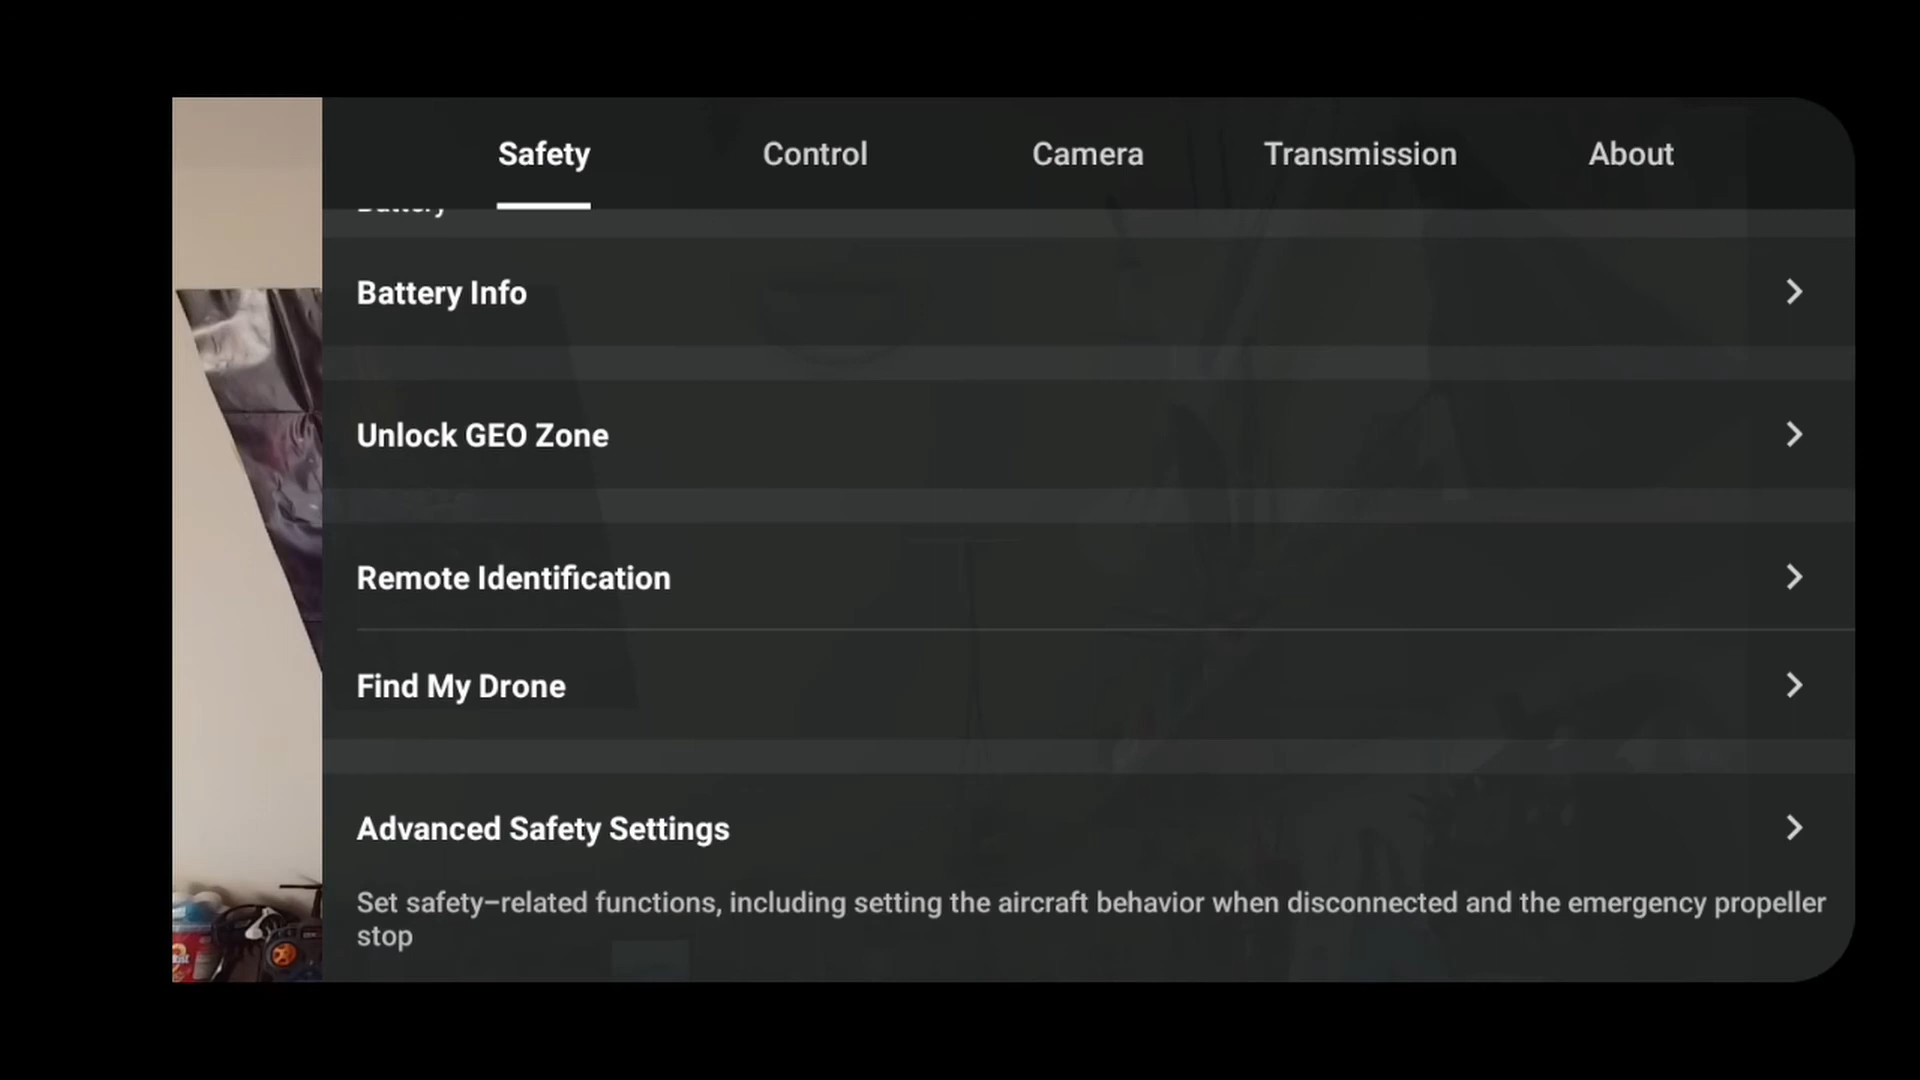 Safety Control Camera Transmission About
Battery
Battery Info
Unlock GEO Zone
Remote Identification
Find My Drone
Advanced Safety Settings
Set safety-related functions, including setting the aircraft behavior when disconnected and the emergency propeller
stop